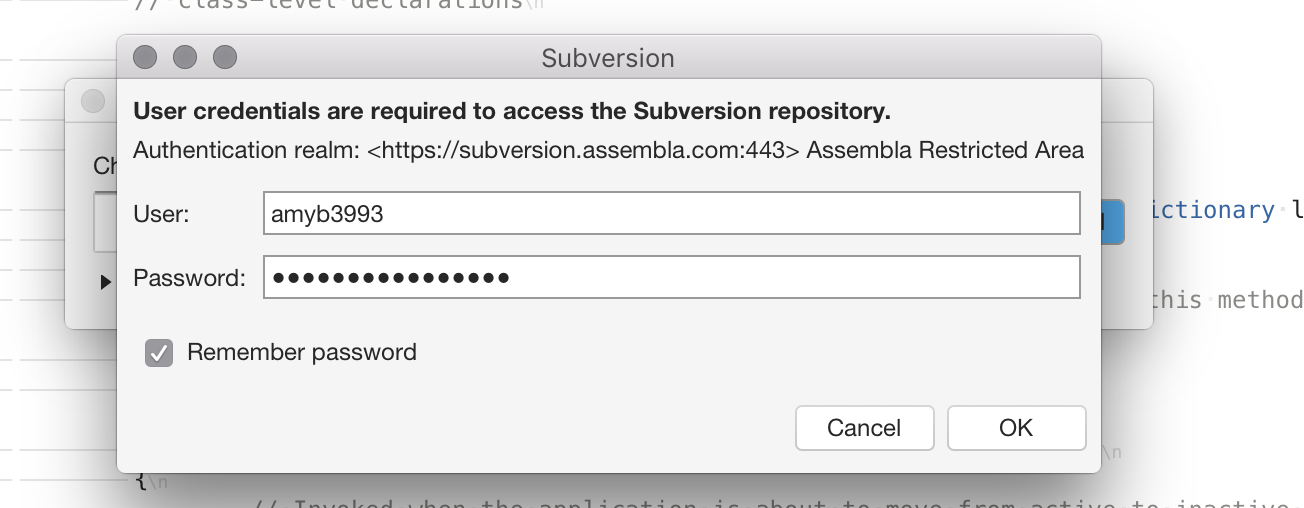 // class-level declarations\n
Subversion
User credentials are required to access the Subversion repository.
Authentication realm: <https://subversion.assembla.com:443> Assembla Restricted Area
Ch
User: amyb3993
ictionary l
Password: ●●●●●●●●●●●●●●●●
this method
Remember password
Cancel OK
\n
{\n
// Invoked when the application is about to move from active to inactive